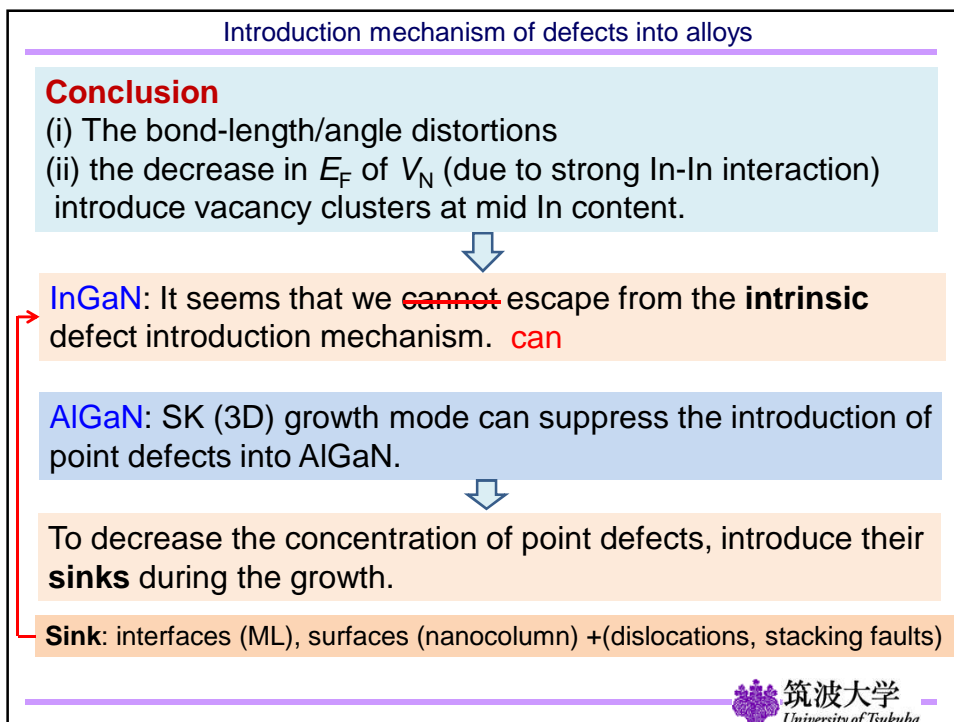 Introduction mechanism of defects into alloys
Conclusion
(i) The bond-length/angle distortions
(ii) the decrease in EF of VN (due to strong In-In interaction)
introduce vacancy clusters at mid In content.
InGaN: It seems that we cannot escape from the intrinsic
defect introduction mechanism. can
AlGaN: SK (3D) growth mode can suppress the introduction of
point defects into AlGaN.
To decrease the concentration of point defects, introduce their
sinks during the growth.
Sink: interfaces (ML), surfaces (nanocolumn) +(dislocations, stacking faults)
筑波大学
University of Tsukuba